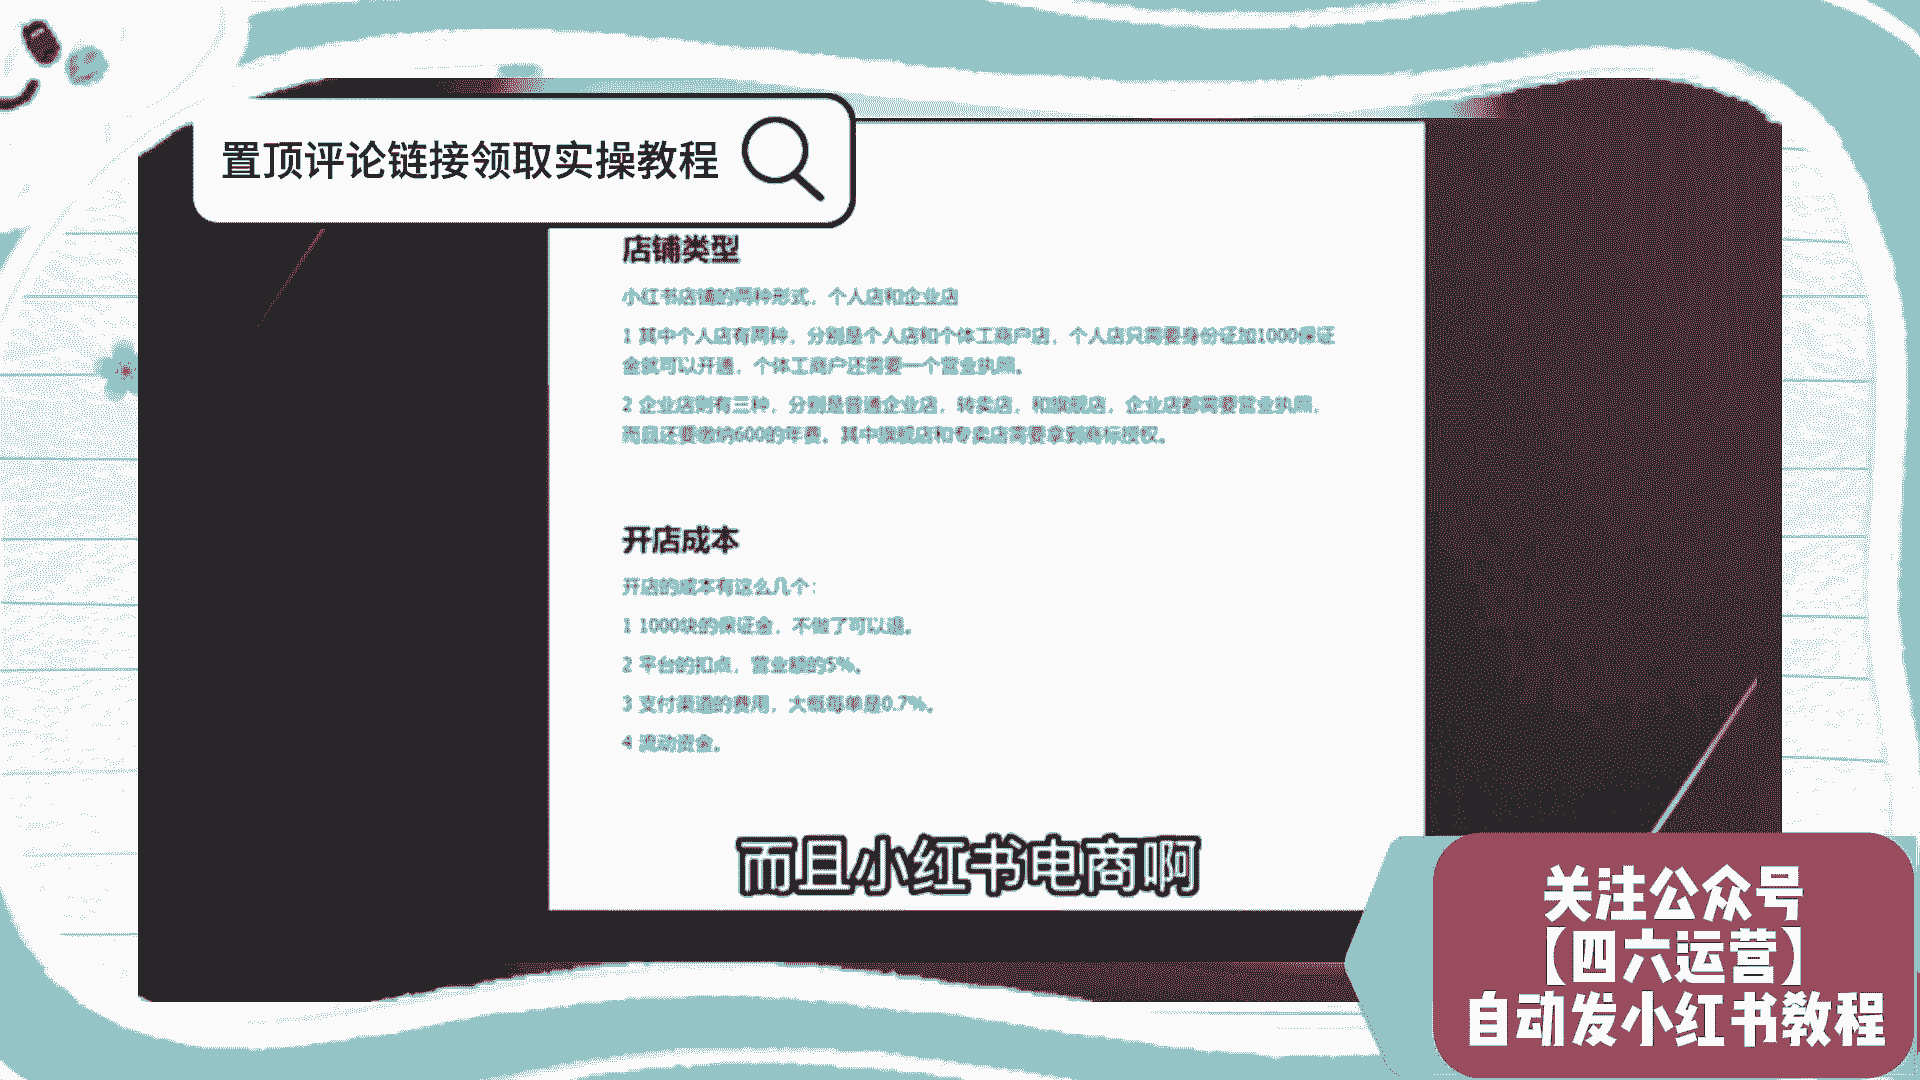 置顶评论链接领取实操教程
店铺类型
小红书店铺的两种形式，个人店和企业店
1 其中个人店有两种，分别是个人店和个体工商户店，个人店只需要身份证加1000保证
金就可以开通，个体工商户还需要一个营业执照。
2 企业店则有三种，分别是普通企业店，转卖店，和旗舰店，企业店都需要营业执照，
而且还要缴纳600的年费。其中旗舰店和专卖店需要拿到商标授权。
开店成本
开店的成本有这么几个：
1 1000块的保证金，不做了可以退。
2 平台的扣点，营业额的5%。
3 支付渠道的费用，大概每单是0.7%。
4 流动资金。
而且小红书电商啊
关注公众号
【四六运营】
自动发小红书教程